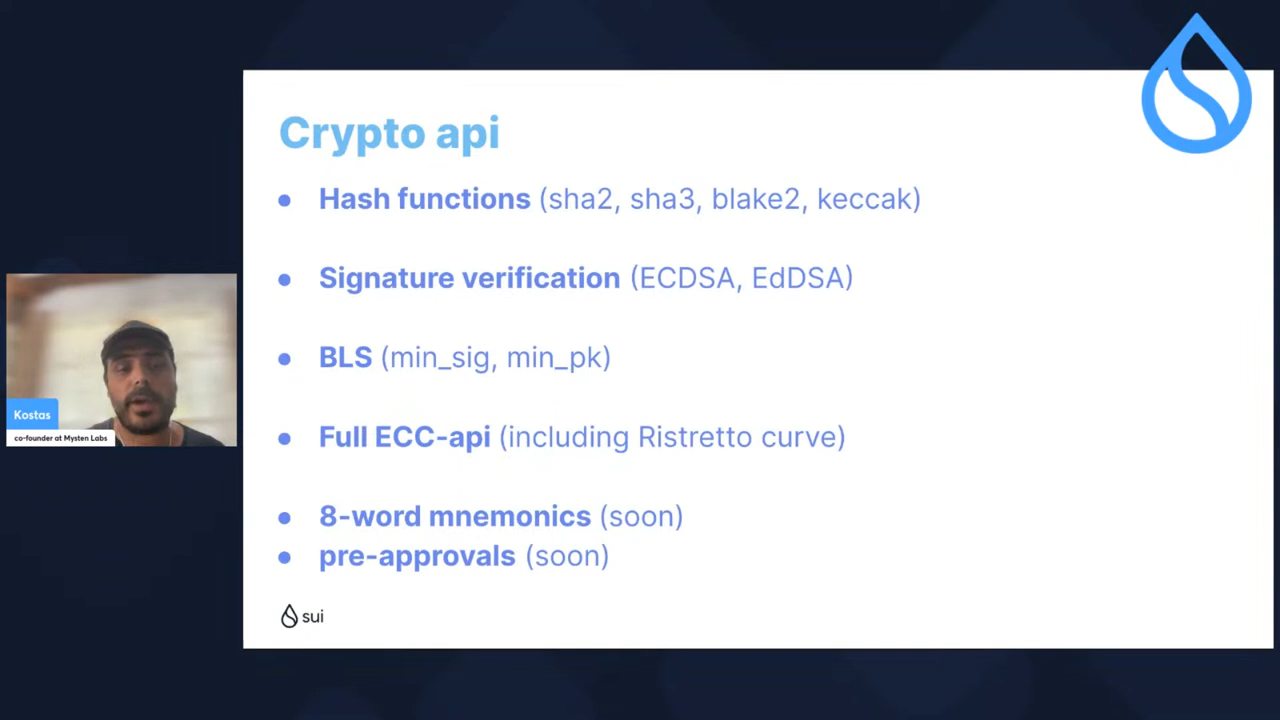 Crypto api
● Hash functions (sha2, sha3, blake2, keccak)
● Signature verification (ECDSA, EdDSA)
● BLS (min_sig, min_pk)
● Full ECC-api (including Ristretto curve)
● 8-word mnemonics (soon)
● pre-approvals (soon)
sui
Kostas
co-founder at Mysten Labs